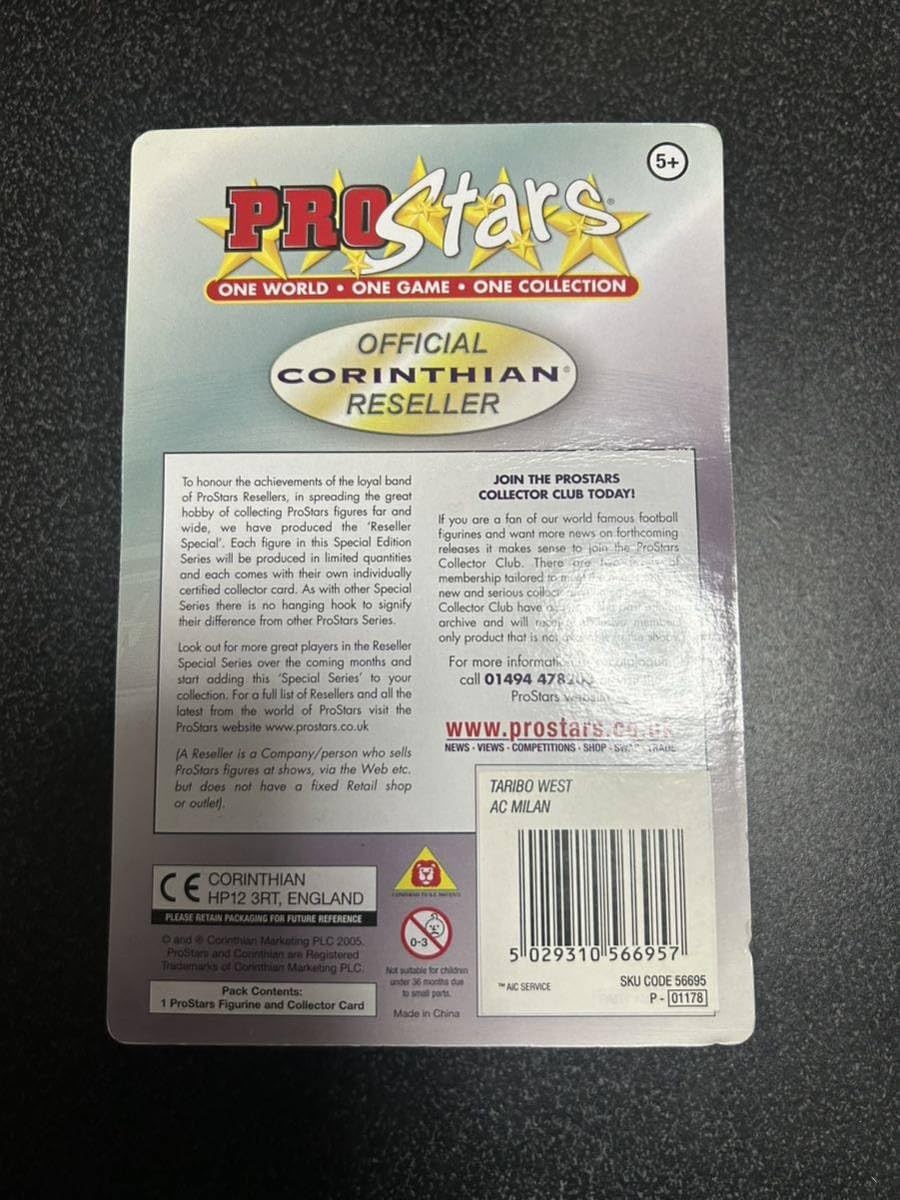 5+
PROStars®
ONE WORLD • ONE GAME • ONE COLLECTION
OFFICIAL
CORINTHIAN®
RESELLER
To honour the achievements of the loyal band
of ProStars Resellers, in spreading the great
hobby of collecting ProStars figures far and
wide, we have produced the 'Reseller
Special'. Each figure in this Special Edition
Series will be produced in limited quantities
and each comes with their own individually
certified collector card. As with other Special
Series there is no hanging hook to signify
their difference from other ProStars Series.
Look out for more great players in the Reseller
Special Series over the coming months and
start adding this 'Special Series' to your
collection. For a full list of Resellers and all the
latest from the world of ProStars visit the
ProStars website www.prostars.co.uk
(A Reseller is a Company/person who sells
ProStars figures at shows, via the Web etc.
but does not have a fixed Retail shop
or outlet).
JOIN THE PROSTARS
COLLECTOR CLUB TODAY!
If you are a fan of our world famous football
figurines and want more news on forthcoming
releases it makes sense to join the ProStars
Collector Club. There are of
membership tailored to
new and serious
Collector Club have
archive and will
only product that is not
For more
call 01494
ProStars
www.prostars.co.uk
NEWS - VIEWS - COMPETITIONS - SHOP - TRADE
TARIBO WEST
AC MILAN
5 029310 566957
™ AIC SERVICE
SKU CODE 56695
P - 01178
CE CORINTHIAN
HP12 3RT, ENGLAND
PLEASE RETAIN PACKAGING FOR FUTURE REFERENCE
© and ® Corinthian Marketing PLC 2005.
ProStars and Corinthian are Registered
Trademarks of Corinthian Marketing PLC.
Pack Contents:
1 ProStars Figurine and Collector Card
0-3
Not suitable for children
under 36 months due
to small parts.
Made in China